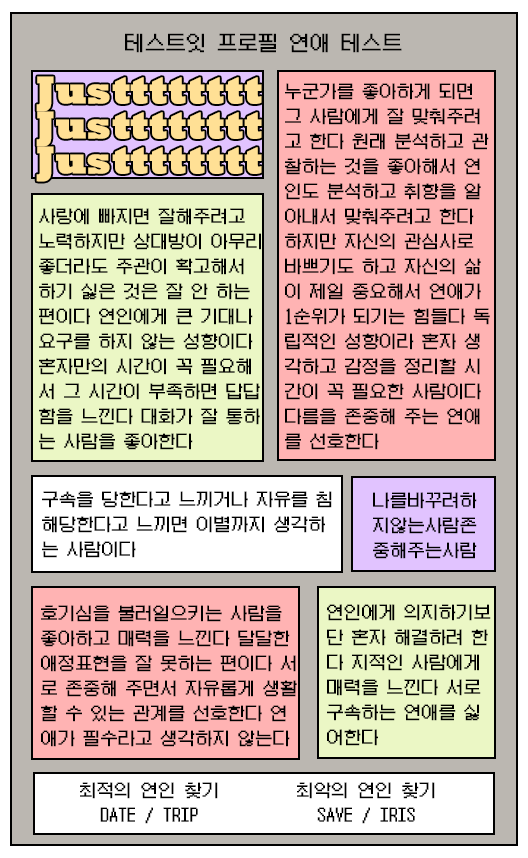 테스트잇 프로필 연애 테스트
Justtttttttt
Justtttttttt
Justtttttttt
누군가를 좋아하게 되면
그 사람에게 잘 맞춰주려
고 한다 원래 분석하고 관
찰하는 것을 좋아해서 연
인도 분석하고 취향을 알
아내서 맞춰주려고 한다
하지만 자신의 관심사로
바쁘기도 하고 자신의 삶
이 제일 중요해서 연애가
1순위가 되기는 힘들다 독
립적인 성향이라 혼자 생
각하고 감정을 정리할 시
간이 꼭 필요한 사람이다
다름을 존중해 주는 연애
를 선호한다
사랑에 빠지면 잘해주려고
노력하지만 상대방이 아무리
좋더라도 주관이 확고해서
하기 싫은 것은 잘 안 하는
편이다 연인에게 큰 기대나
요구를 하지 않는 성향이다
혼자만의 시간이 꼭 필요해
서 그 시간이 부족하면 답답
함을 느낀다 대화가 잘 통하
는 사람을 좋아한다
구속을 당한다고 느끼거나 자유를 침
해당한다고 느끼면 이별까지 생각하
는 사람이다
나를바꾸려하
지않는사람존
중해주는사람
호기심을 불러일으키는 사람을
좋아하고 매력을 느낀다 달달한
애정표현을 잘 못하는 편이다 서
로 존중해 주면서 자유롭게 생활
할 수 있는 관계를 선호한다 연
애가 필수라고 생각하지 않는다
연인에게 의지하기보
단 혼자 해결하려 한
다 지적인 사람에게
매력을 느낀다 서로
구속하는 연애를 싫
어한다
최적의 연인 찾기
DATE / TRIP
최악의 연인 찾기
SAVE / IRIS